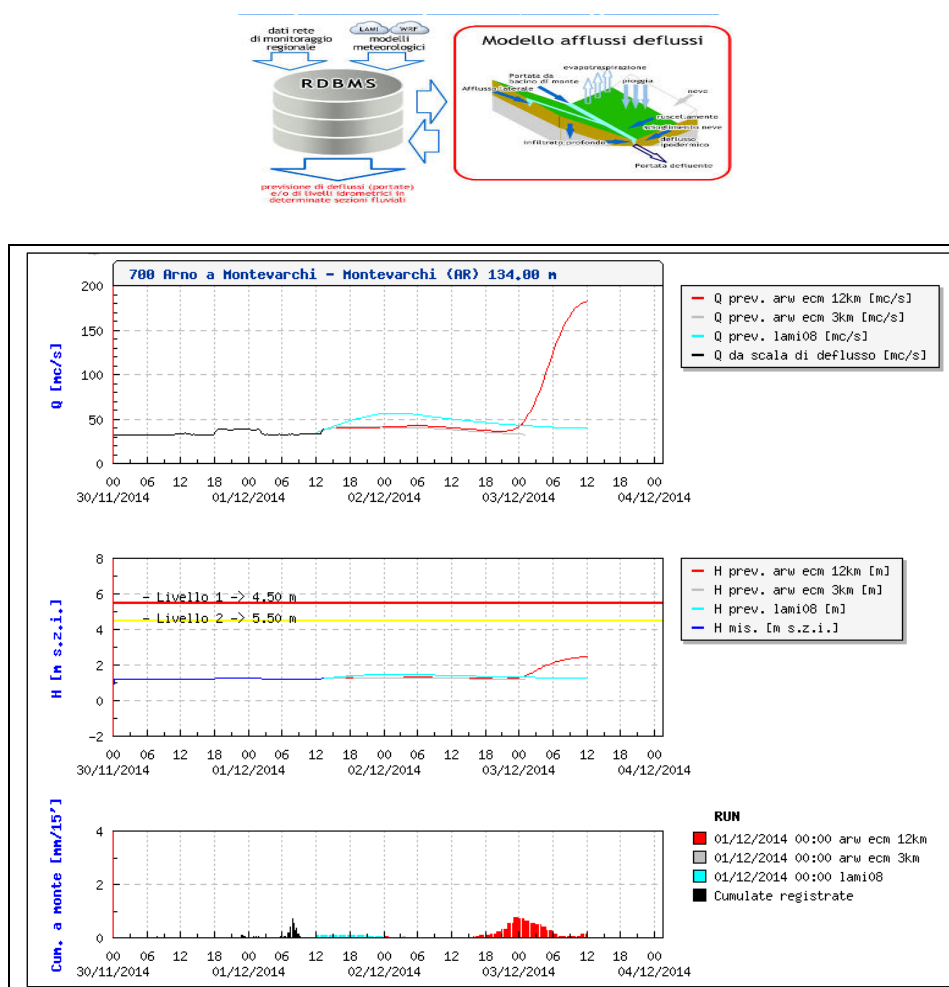 dati rete
di monitoraggio
regionale
LAMI
WRF
modelli
meteorologici
RDBMS
previsione di deflussi (portate)
e/o di livelli idrometrici in
determinate sezioni fluviali
Modello afflussi deflussi
evapotraspirazione
Portata da
bacino di monte
pioggia
Afflusso laterale
neve
ruscellamento
scioglimento neve
deflusso
ipodermico
infiltrato profondo
Portata defluente
700 Arno a Montevarchi - Montevarchi (AR) 134.00 m
Q [mc/s]
200
150
100
50
0
00 06 12 18 00 06 12 18 00 06 12 18 00 06 12 18 00
30/11/2014 01/12/2014 02/12/2014 03/12/2014 04/12/2014
Q prev. arw ecm 12km [mc/s]
Q prev. arw ecm 3km [mc/s]
Q prev. lami08 [mc/s]
Q da scala di deflusso [mc/s]
H [m s.z.i.]
8
6
4
2
0
-2
- Livello 1 -> 4.50 m
- Livello 2 -> 5.50 m
00 06 12 18 00 06 12 18 00 06 12 18 00 06 12 18 00
30/11/2014 01/12/2014 02/12/2014 03/12/2014 04/12/2014
H prev. arw ecm 12km [m]
H prev. arw ecm 3km [m]
H prev. lami08 [m]
H mis. [m s.z.i.]
Cum. a monte [mm/15']
4
2
0
00 06 12 18 00 06 12 18 00 06 12 18 00 06 12 18 00
30/11/2014 01/12/2014 02/12/2014 03/12/2014 04/12/2014
RUN
01/12/2014 00:00 arw ecm 12km
01/12/2014 00:00 arw ecm 3km
01/12/2014 00:00 lami08
Cumulate registrate